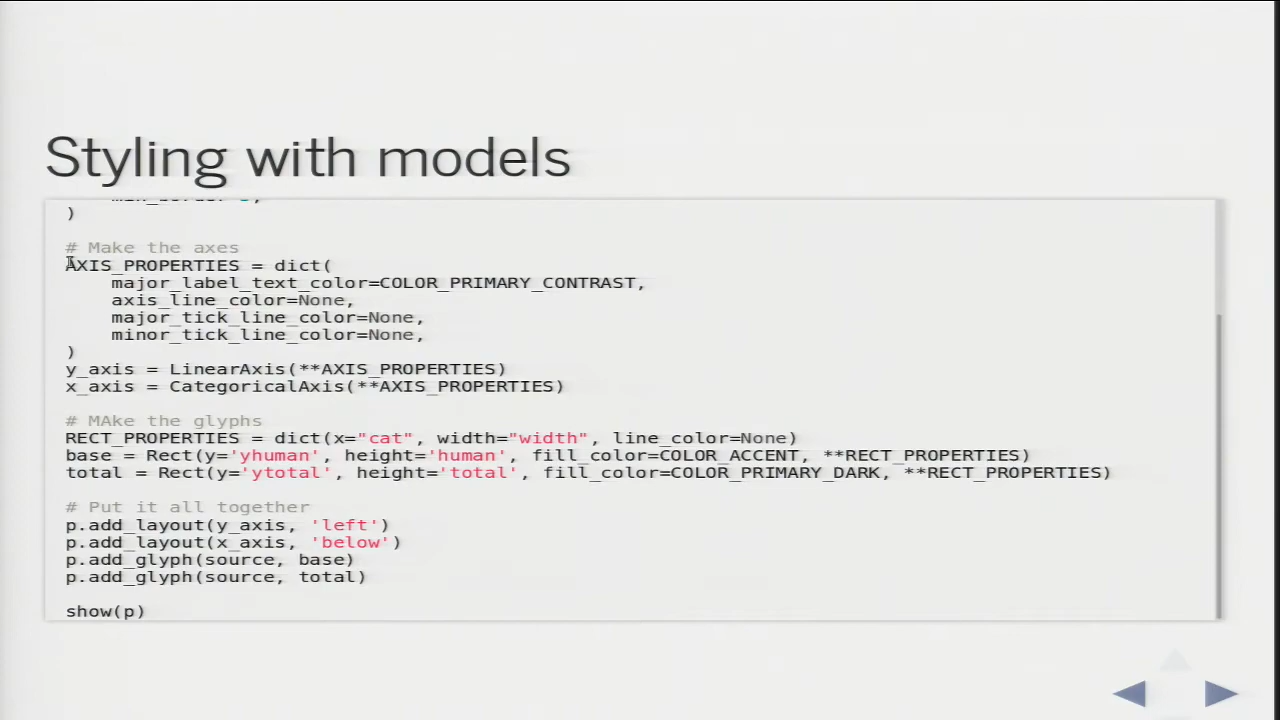 Styling with models
)
# Make the axes
AXIS_PROPERTIES = dict(
    major_label_text_color=COLOR_PRIMARY_CONTRAST,
    axis_line_color=None,
    major_tick_line_color=None,
    minor_tick_line_color=None,
)
y_axis = LinearAxis(**AXIS_PROPERTIES)
x_axis = CategoricalAxis(**AXIS_PROPERTIES)
# MAke the glyphs
RECT_PROPERTIES = dict(x="cat", width="width", line_color=None)
base = Rect(y='yhuman', height='human', fill_color=COLOR_ACCENT, **RECT_PROPERTIES)
total = Rect(y='ytotal', height='total', fill_color=COLOR_PRIMARY_DARK, **RECT_PROPERTIES)
# Put it all together
p.add_layout(y_axis, 'left')
p.add_layout(x_axis, 'below')
p.add_glyph(source, base)
p.add_glyph(source, total)
show(p)